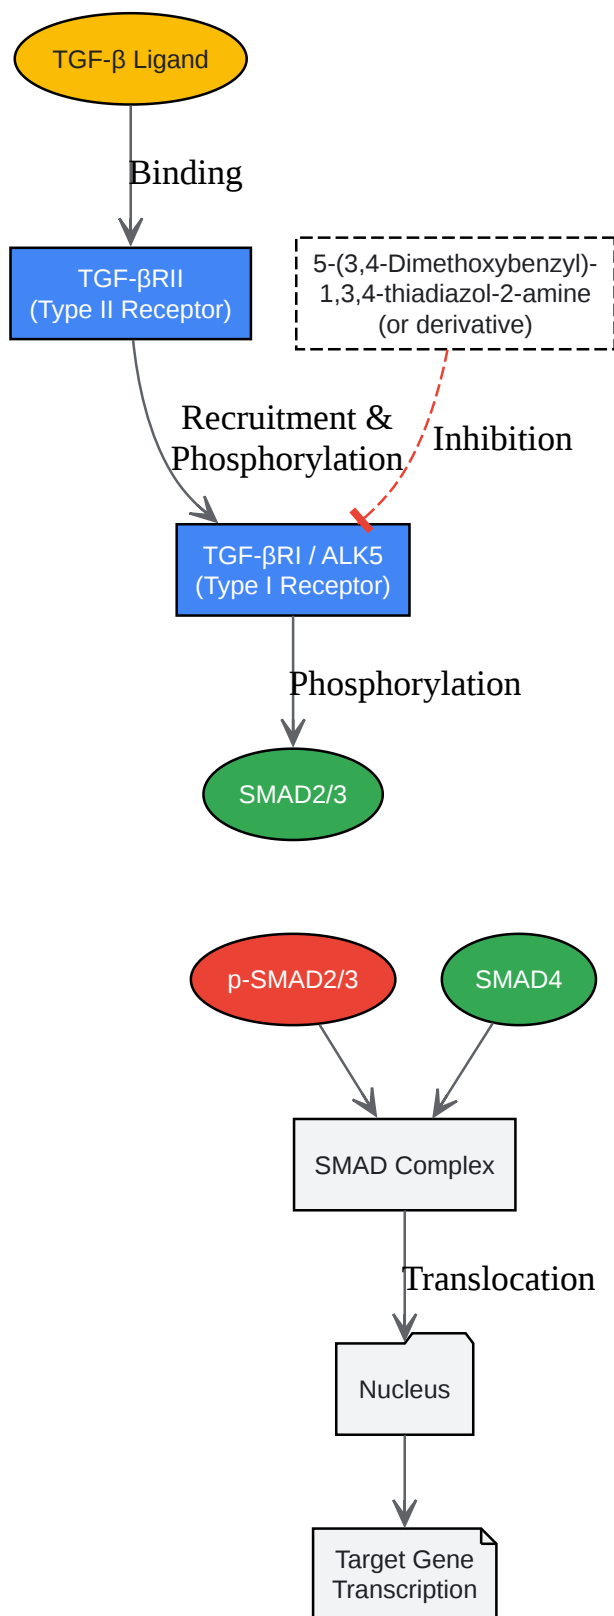 TGF-β Ligand
Binding
TGF-βRII
(Type II Receptor)
5-(3,4-Dimethoxybenzyl)-
1,3,4-thiadiazol-2-amine
(or derivative)
Recruitment &
Phosphorylation
Inhibition
TGF-βRI / ALK5
(Type I Receptor)
Phosphorylation
SMAD2/3
p-SMAD2/3
SMAD4
SMAD Complex
Translocation
Nucleus
Target Gene
Transcription